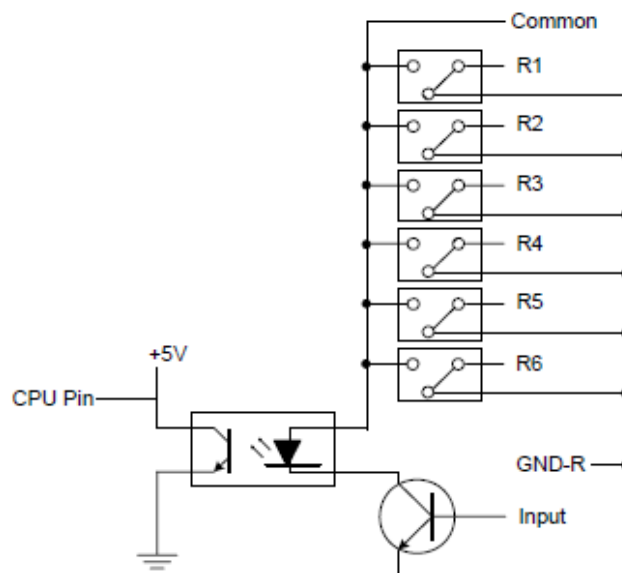 Common
R1
R2
R3
R4
R5
R6
+5V
CPU Pin
GND-R
Input